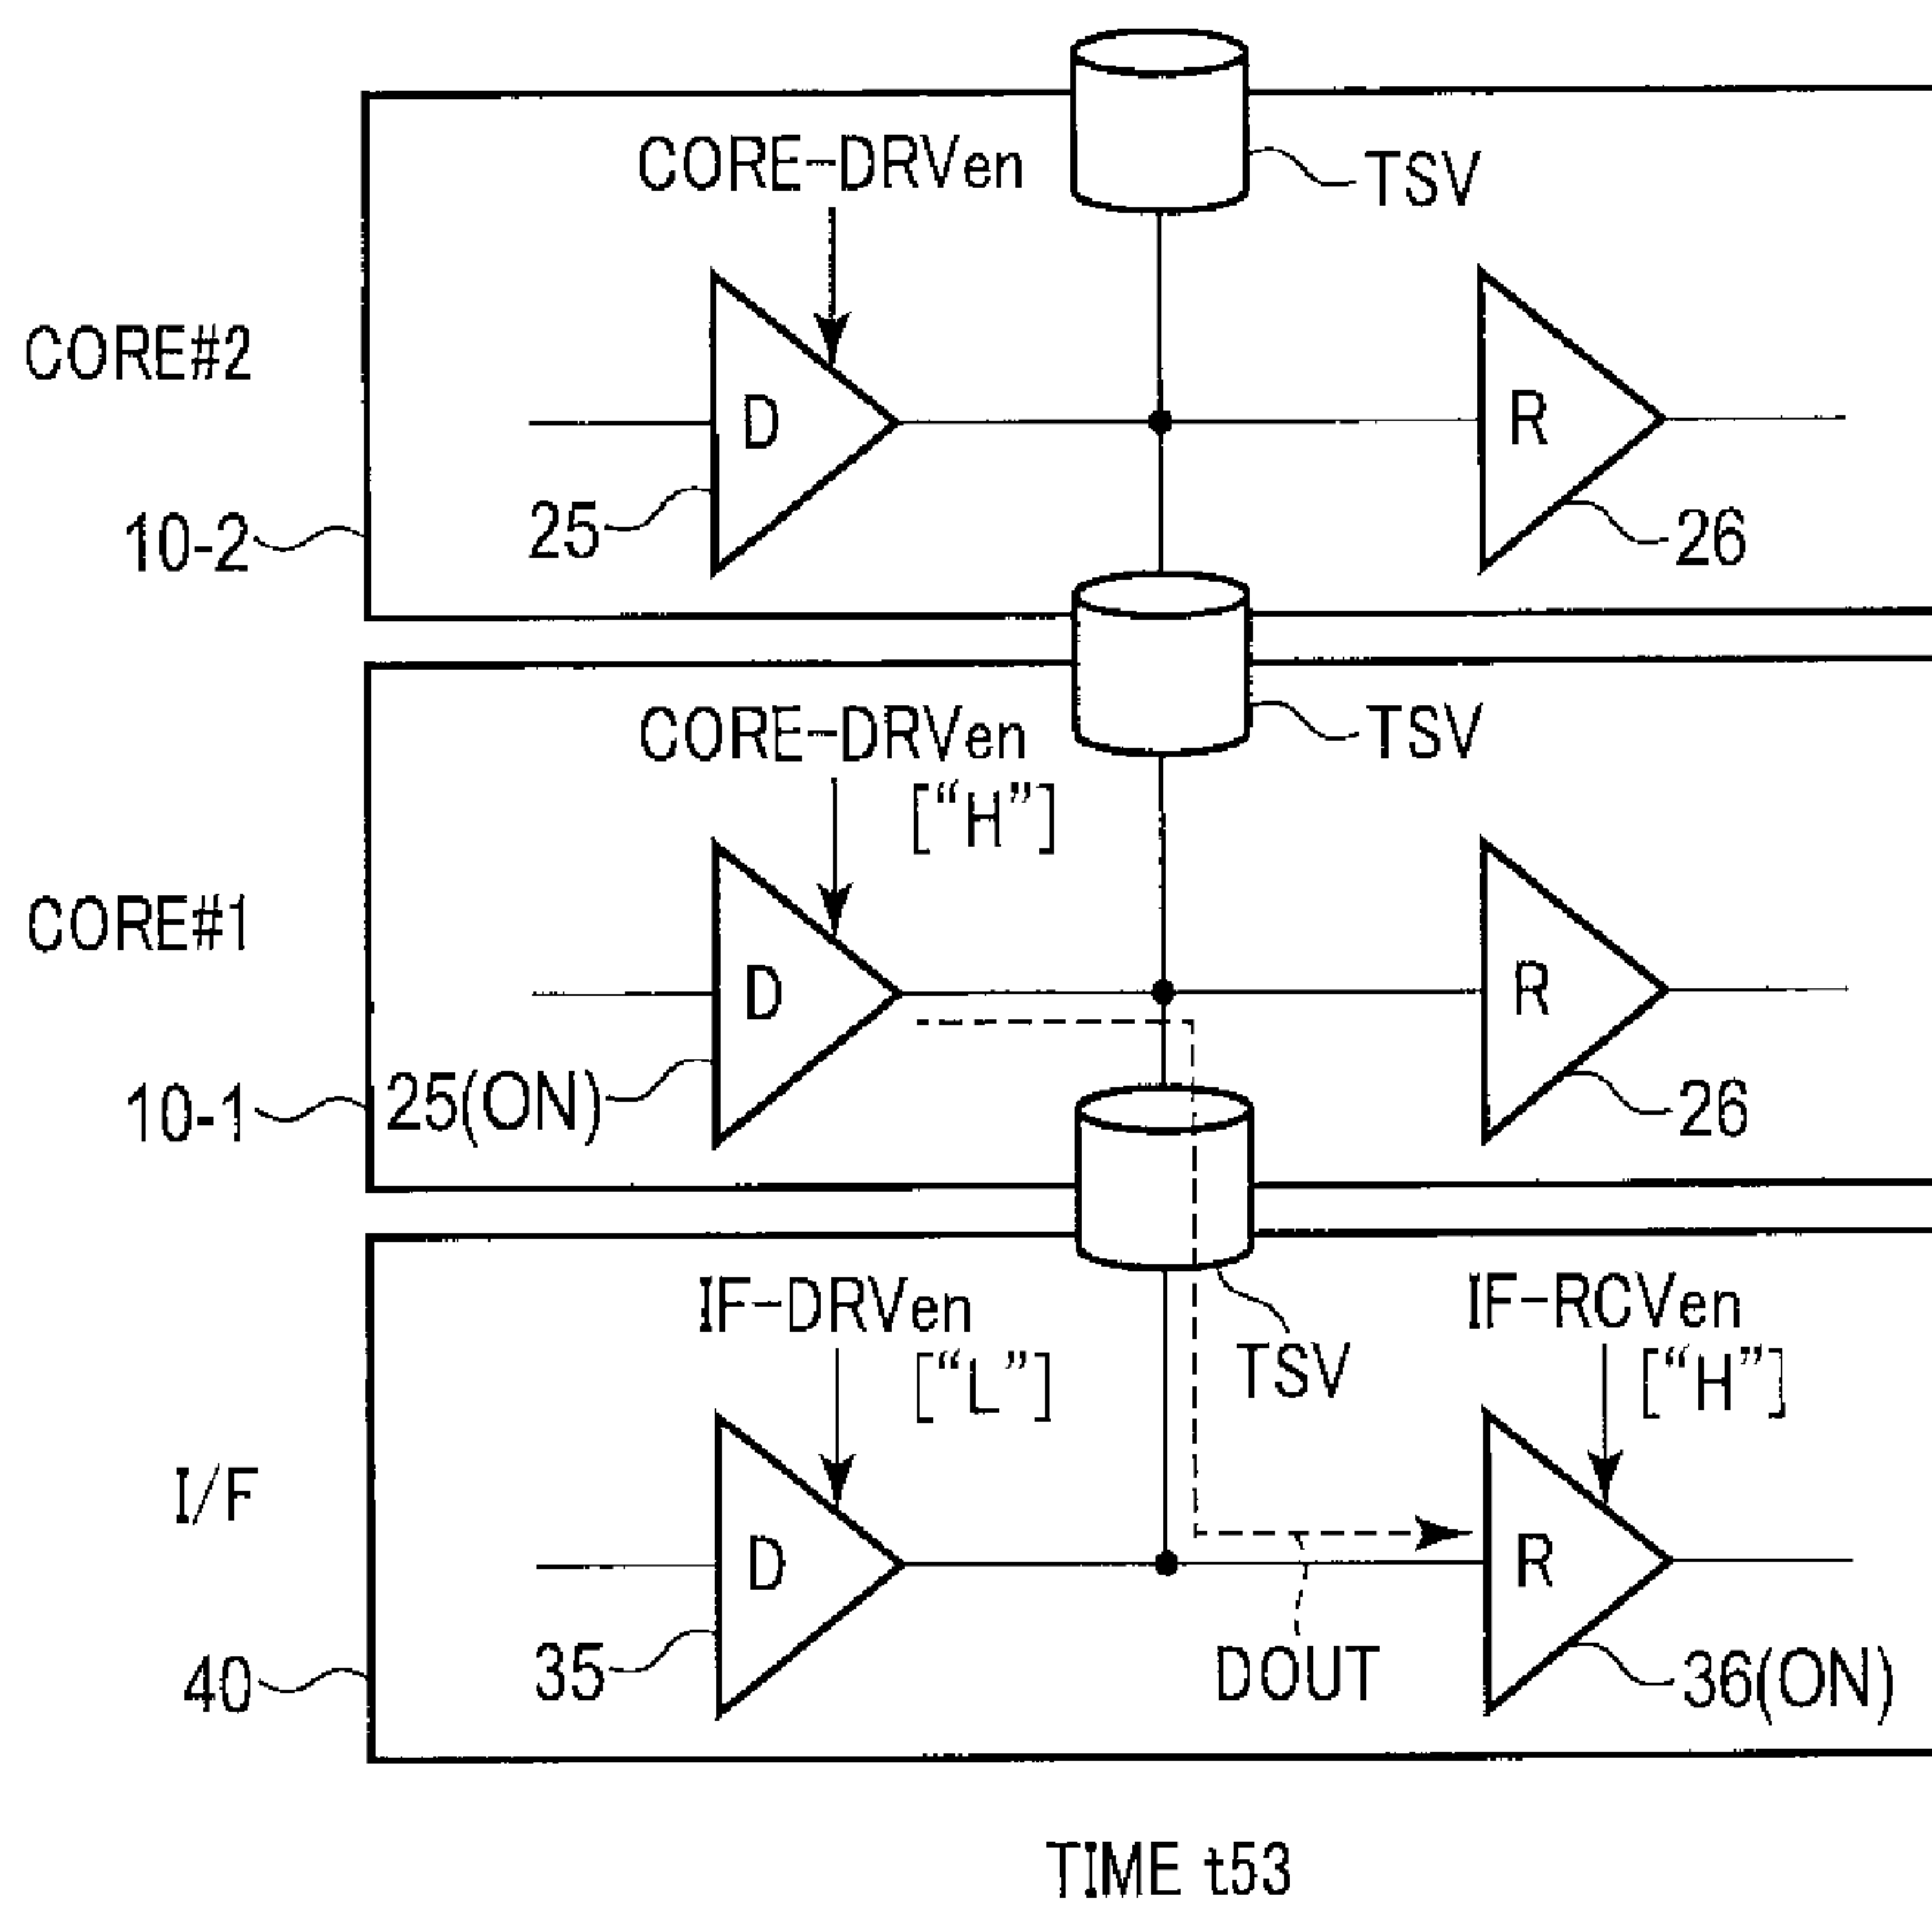 CORE-DRVen
TSV
CORE#2
D
R
25
26
10-2
CORE-DRVen
["H"]
TSV
CORE#1
D
R
25(ON)
26
10-1
IF-DRVen
["L"]
TSV
IF-RCVen
["H"]
I/F
D
R
35
DOUT
36(ON)
40
TIME t53